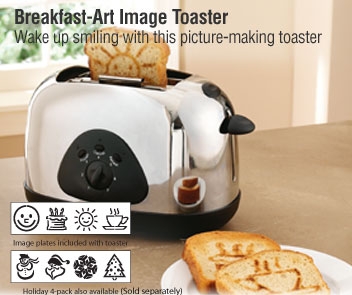 Breakfast-Art Image Toaster
Wake up smiling with this picture-making toaster
Image plates included with toaster
Holiday 4-pack also available (Sold separately)